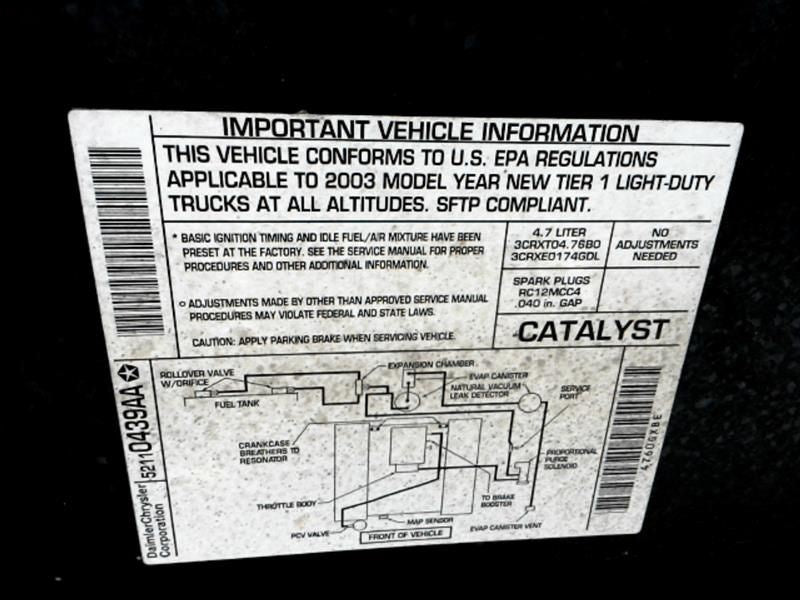 IMPORTANT VEHICLE INFORMATION
THIS VEHICLE CONFORMS TO U.S. EPA REGULATIONS
APPLICABLE TO 2003 MODEL YEAR NEW TIER 1 LIGHT-DUTY
TRUCKS AT ALL ALTITUDES. SFTP COMPLIANT.
* BASIC IGNITION TIMING AND IDLE FUEL/AIR MIXTURE HAVE BEEN
PRESET AT THE FACTORY. SEE THE SERVICE MANUAL FOR PROPER
PROCEDURES AND OTHER ADDITIONAL INFORMATION.
o ADJUSTMENTS MADE BY OTHER THAN APPROVED SERVICE MANUAL
PROCEDURES MAY VIOLATE FEDERAL AND STATE LAWS.
CAUTION: APPLY PARKING BRAKE WHEN SERVICING VEHICLE.
4.7 LITER
3CRXT04.76B0
3CRXE0174GDL
NO
ADJUSTMENTS
NEEDED
SPARK PLUGS
RC12MCC4
.040 in. GAP
CATALYST
ROLLOVER VALVE
W/ORIFICE
FUEL TANK
EXPANSION CHAMBER
EVAP CANISTER
NATURAL VACUUM
LEAK DETECTOR
SERVICE
PORT
CRANKCASE
BREATHERS TO
RESONATOR
PROPORTIONAL
PURGE
SOLENOID
THROTTLE BODY
TO BRAKE
BOOSTER
PCV VALVE
MAP SENSOR
EVAP CANISTER VENT
FRONT OF VEHICLE
DaimlerChrysler
Corporation
52110439AA
4760GXBE